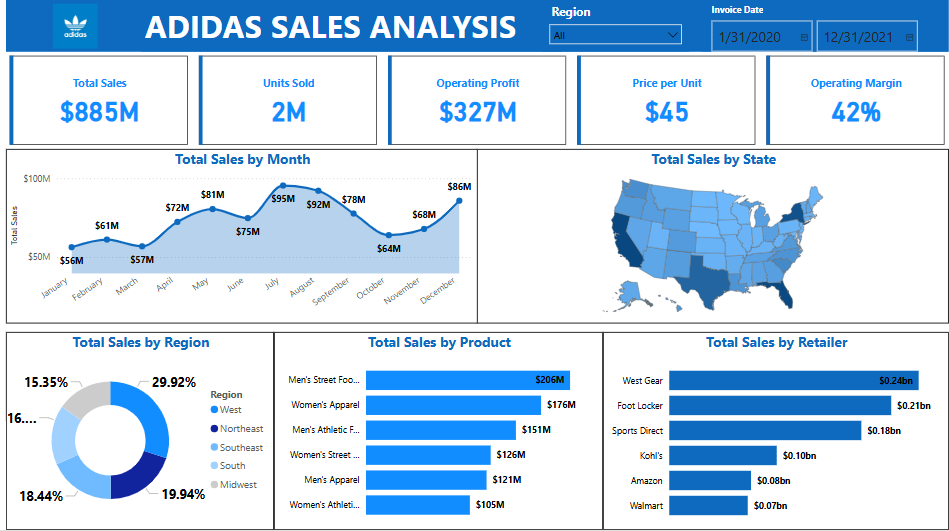 adidas
ADIDAS SALES ANALYSIS
Region
All
Invoice Date
1/31/2020
12/31/2021
Total Sales
$885M
Units Sold
2M
Operating Profit
$327M
Price per Unit
$45
Operating Margin
42%
Total Sales by Month
Total Sales
$100M
$50M
$56M
$61M
$57M
$72M
$81M
$75M
$95M
$92M
$78M
$64M
$68M
$86M
January
February
March
April
May
June
July
August
September
October
November
December
Total Sales by State
Total Sales by Region
15.35%
29.92%
16....
18.44%
19.94%
Region
West
Northeast
Southeast
South
Midwest
Total Sales by Product
Men's Street Foo... $206M
Women's Apparel $176M
Men's Athletic F... $151M
Women's Street ... $126M
Men's Apparel $121M
Women's Athleti... $105M
Total Sales by Retailer
West Gear $0.24bn
Foot Locker $0.21bn
Sports Direct $0.18bn
Kohl's $0.10bn
Amazon $0.08bn
Walmart $0.07bn